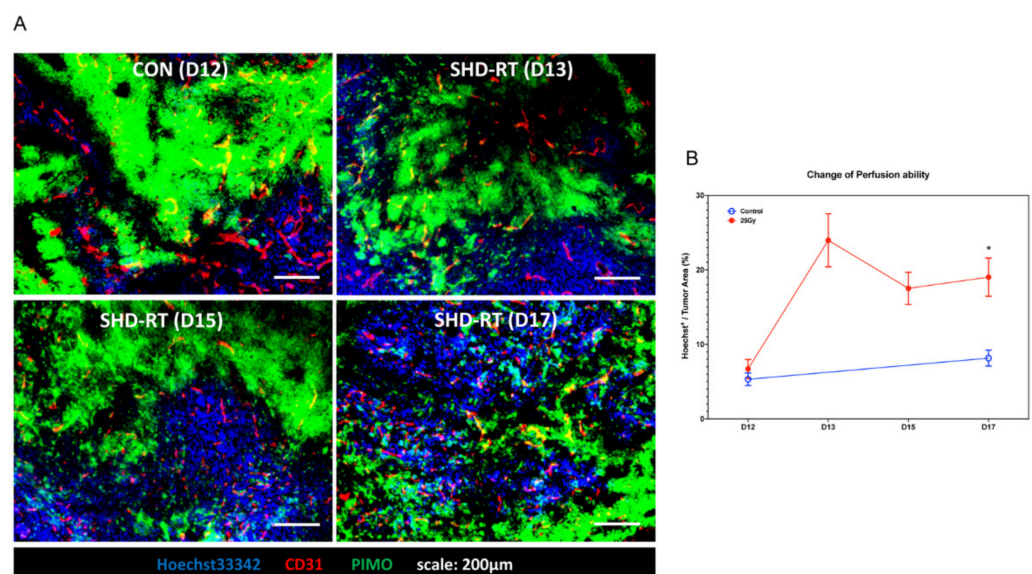 A
CON (D12)
SHD-RT (D13)
SHD-RT (D15)
SHD-RT (D17)
Hoechst33342 CD31 PIMO scale: 200μm
B
Change of Perfusion ability
Control
25Gy
*
Hoechst⁺ / Tumor Area (%)
30
20
10
0
D12 D13 D15 D17